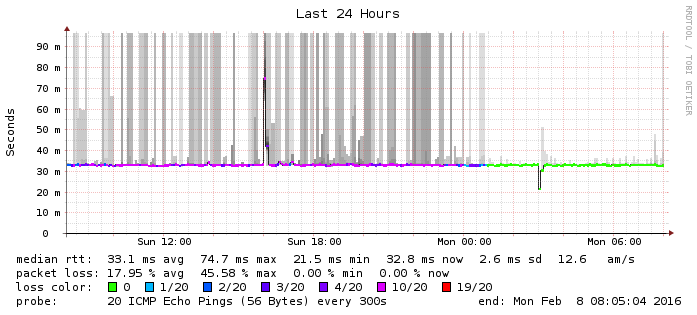 Last 24 Hours
RRDTOOL / TOBI OETIKER
Seconds
90 m
80 m
70 m
60 m
50 m
40 m
30 m
20 m
10 m
0
Sun 12:00 Sun 18:00 Mon 00:00 Mon 06:00
median rtt: 33.1 ms avg 74.7 ms max 21.5 ms min 32.8 ms now 2.6 ms sd 12.6 am/s
packet loss: 17.95 % avg 45.58 % max 0.00 % min 0.00 % now
loss color: 0 1/20 2/20 3/20 4/20 10/20 19/20
probe: 20 ICMP Echo Pings (56 Bytes) every 300s end: Mon Feb 8 08:05:04 2016